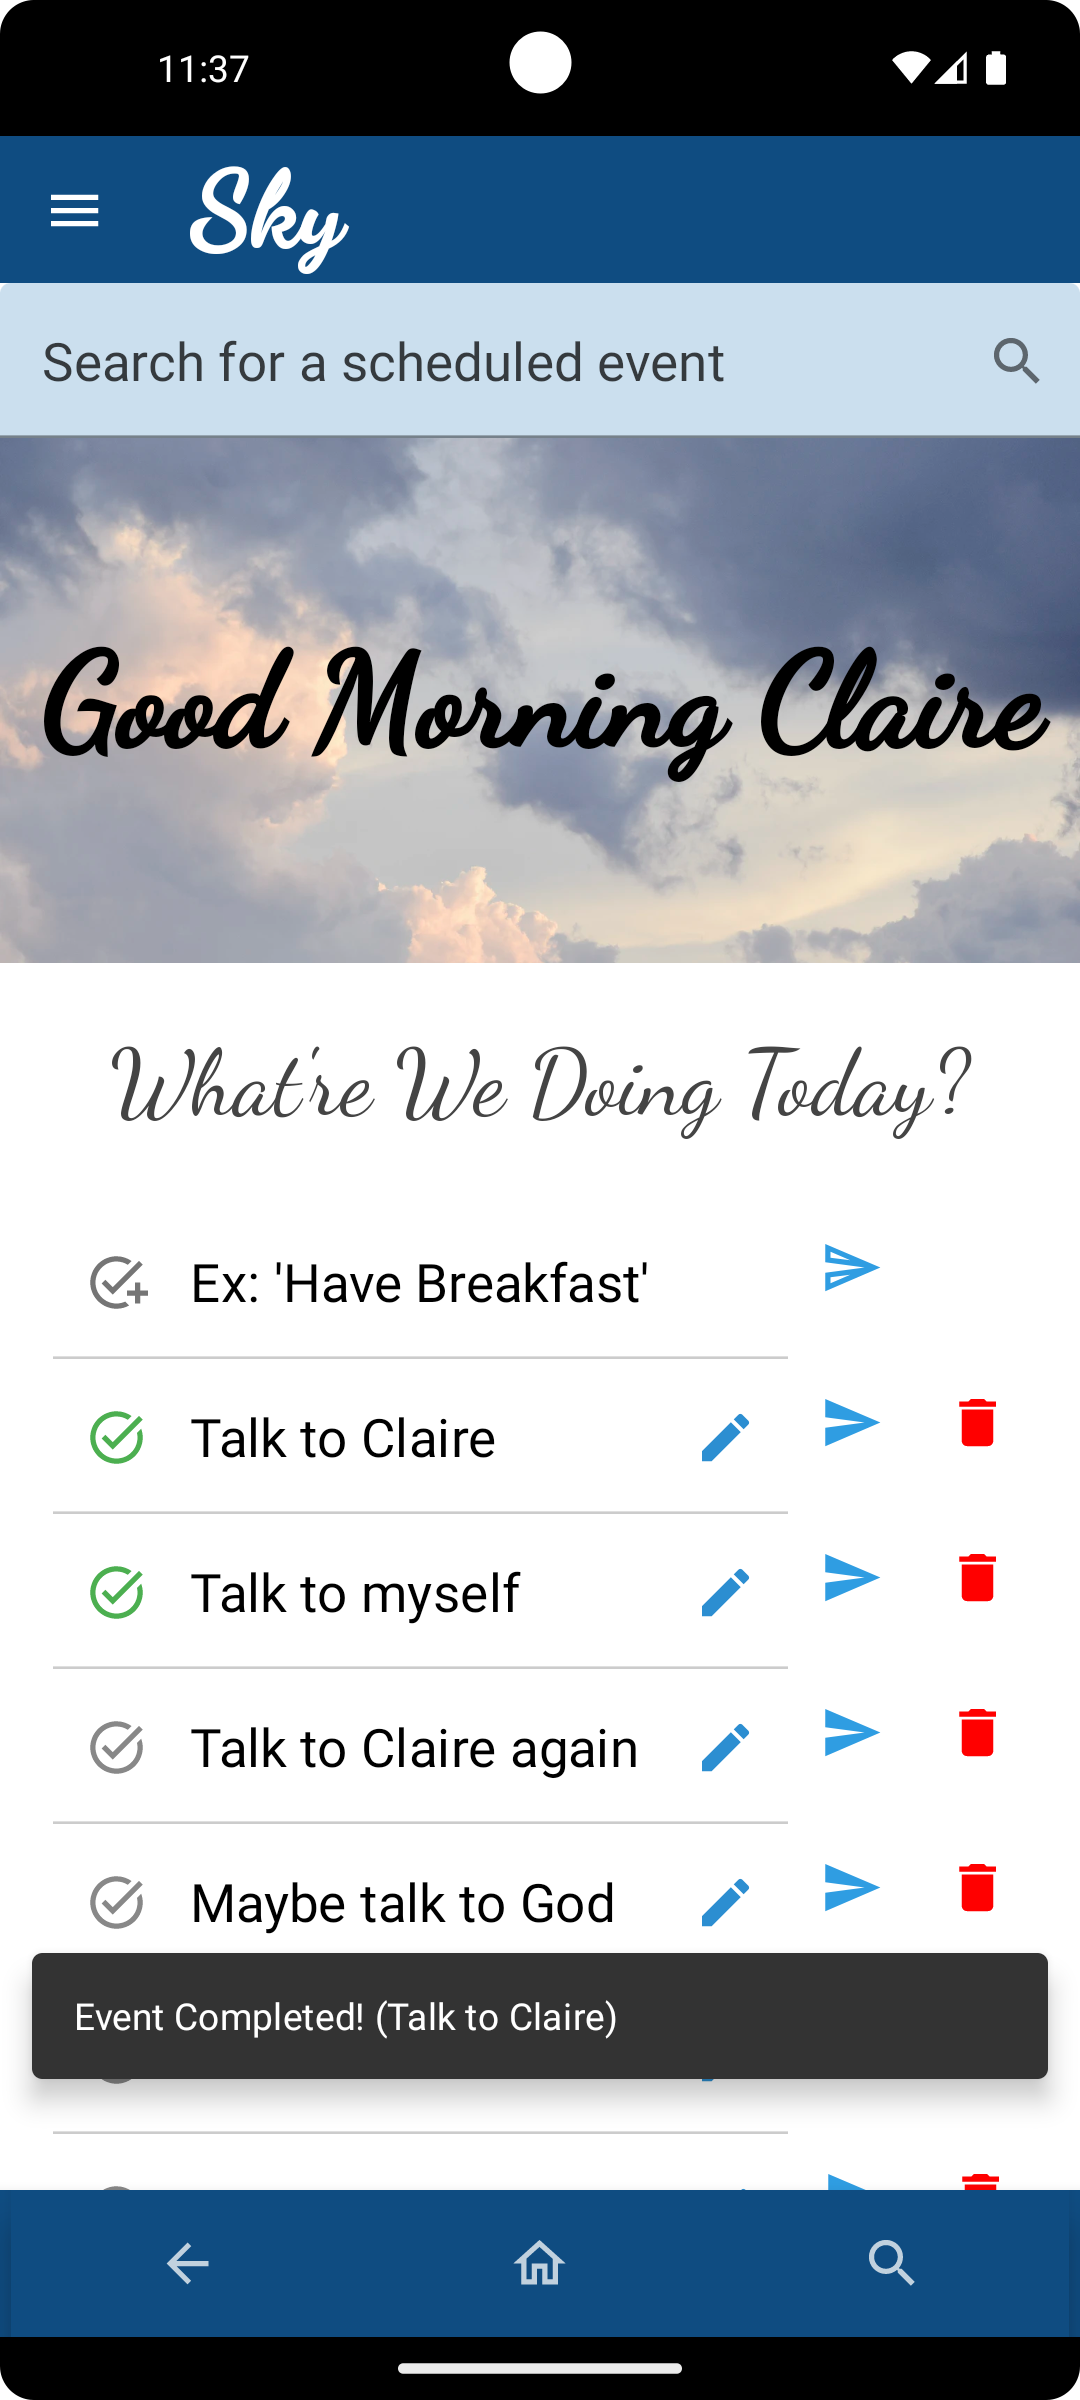 11:37
Sky
Search for a scheduled event
Good Morning Claire
What're We Doing Today?
Ex: 'Have Breakfast'
Talk to Claire
Talk to myself
Talk to Claire again
Maybe talk to God
Event Completed! (Talk to Claire)